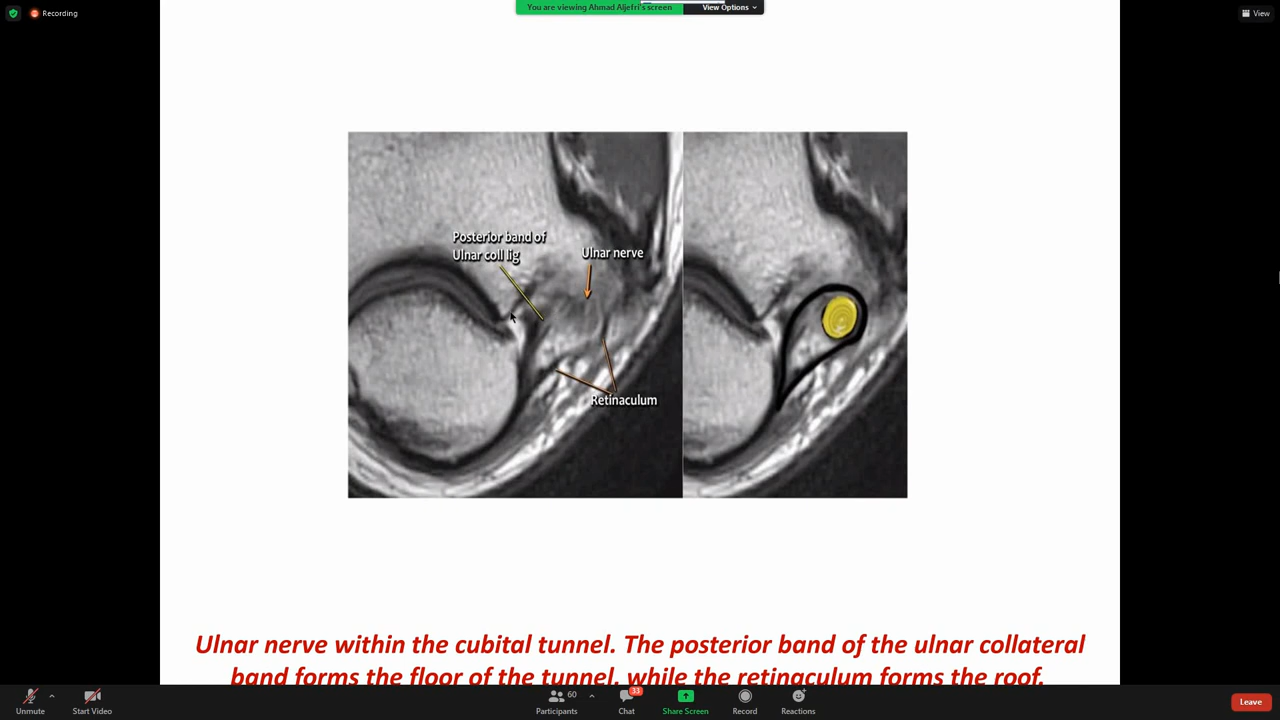 Recording
You are viewing Ahmad Aljefri's screen
View Options
View
Posterior band of
Ulnar coll lig
Ulnar nerve
Retinaculum
Ulnar nerve within the cubital tunnel. The posterior band of the ulnar collateral
band forms the floor of the tunnel, while the retinaculum forms the roof.
Unmute
Start Video
Participants
60
Chat
33
Share Screen
Record
Reactions
Leave